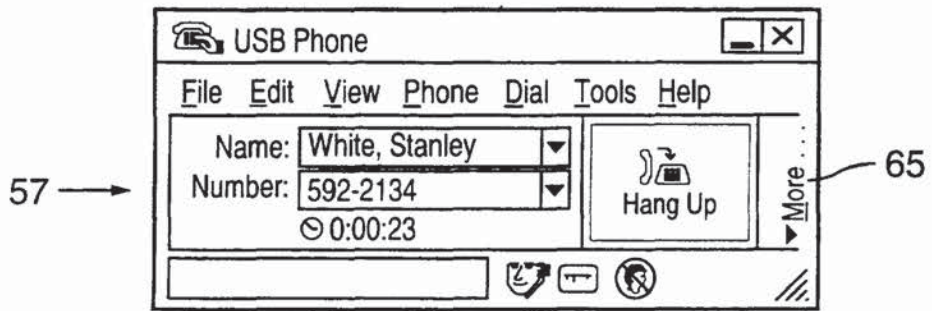 USB Phone
File Edit View Phone Dial Tools Help
Name: White, Stanley
Number: 592-2134
0:00:23
Hang Up
More...
57
65